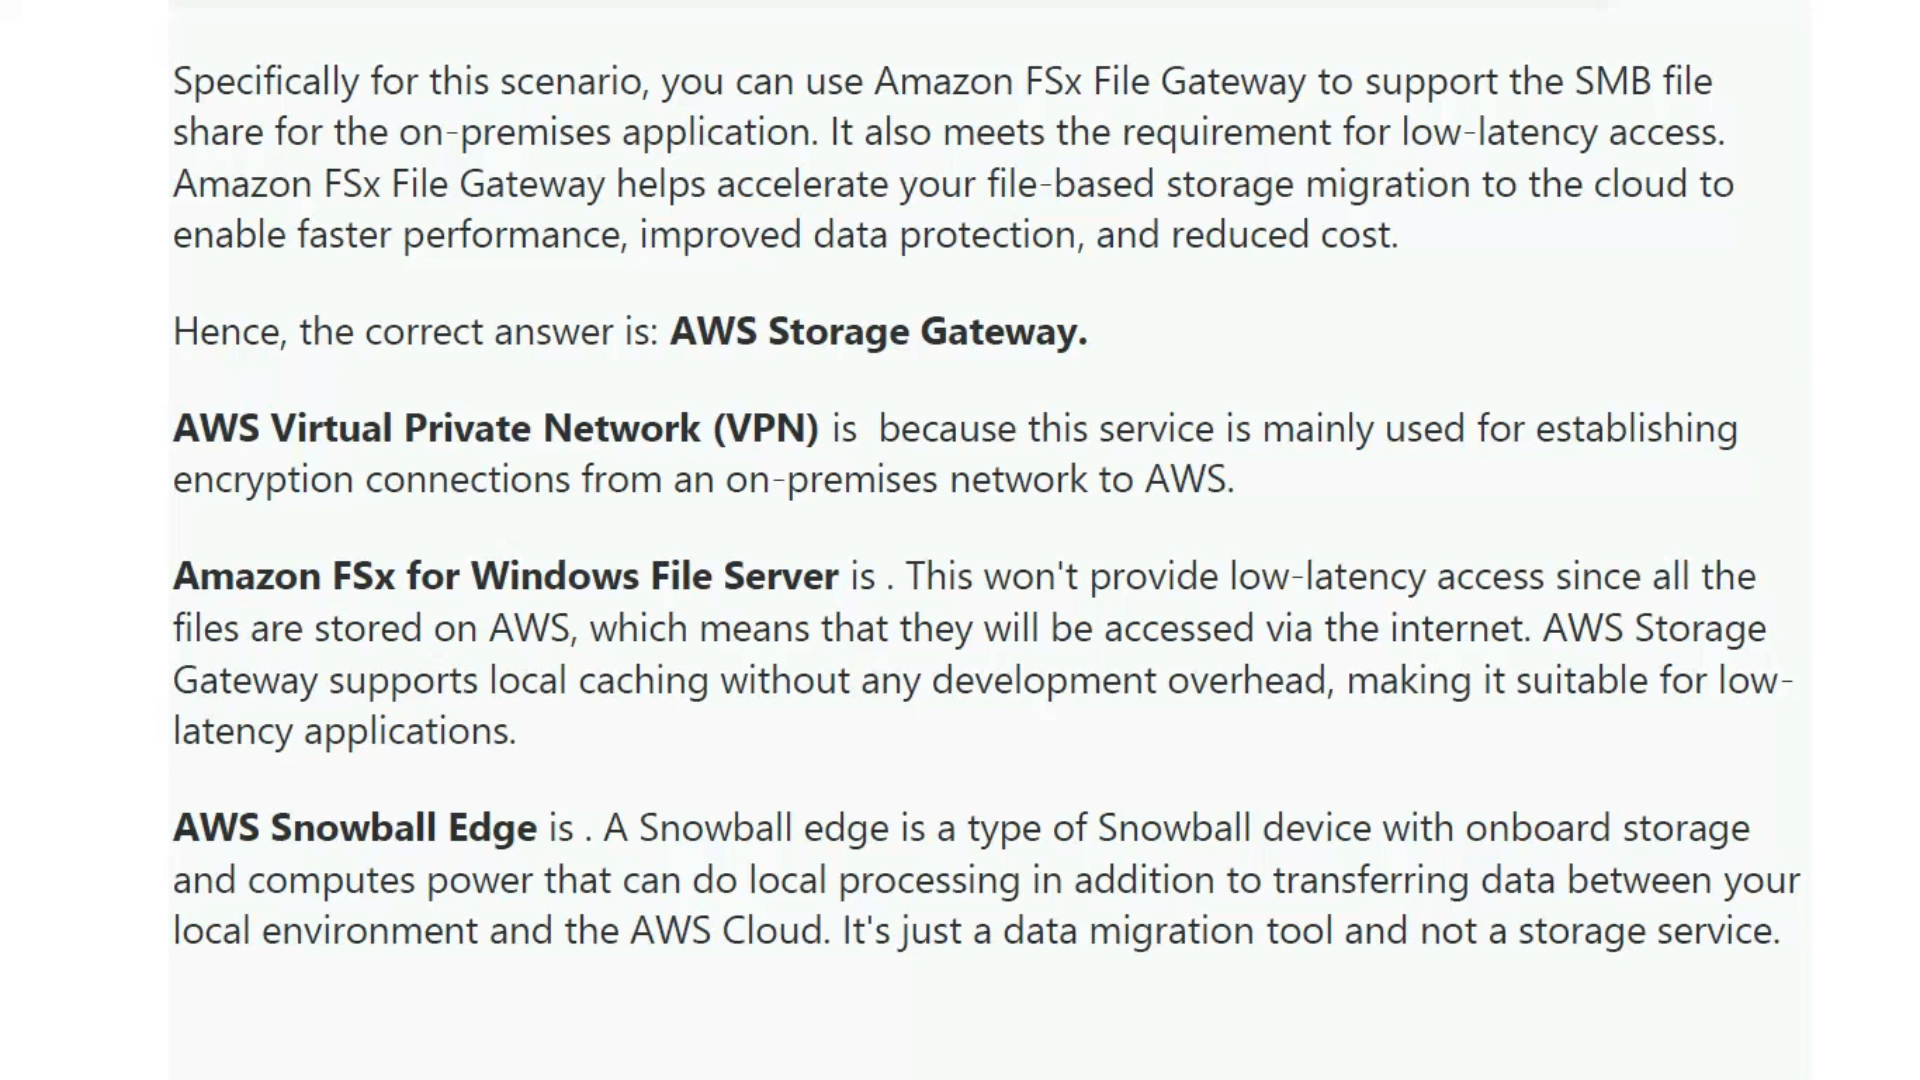 Specifically for this scenario, you can use Amazon FSx File Gateway to support the SMB file
share for the on-premises application. It also meets the requirement for low-latency access.
Amazon FSx File Gateway helps accelerate your file-based storage migration to the cloud to
enable faster performance, improved data protection, and reduced cost.
Hence, the correct answer is: AWS Storage Gateway.
AWS Virtual Private Network (VPN) is  because this service is mainly used for establishing
encryption connections from an on-premises network to AWS.
Amazon FSx for Windows File Server is . This won't provide low-latency access since all the
files are stored on AWS, which means that they will be accessed via the internet. AWS Storage
Gateway supports local caching without any development overhead, making it suitable for low-
latency applications.
AWS Snowball Edge is . A Snowball edge is a type of Snowball device with onboard storage
and computes power that can do local processing in addition to transferring data between your
local environment and the AWS Cloud. It's just a data migration tool and not a storage service.